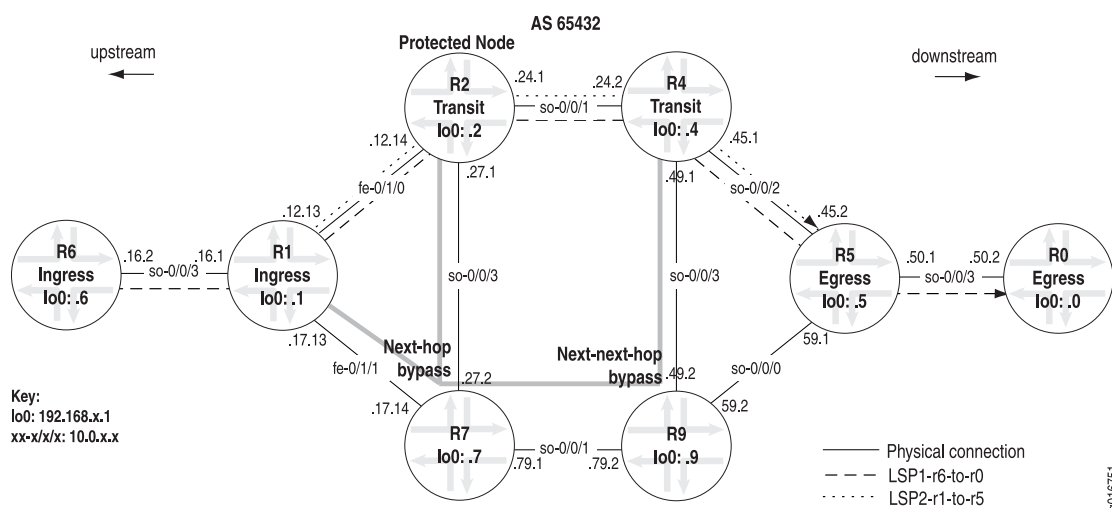 AS 65432
upstream
Protected Node
downstream
R2
Transit
lo0: .2
.24.1
.24.2
so-0/0/1
R4
Transit
lo0: .4
.12.14
.27.1
.49.1
.45.1
fe-0/1/0
so-0/0/2
.12.13
.45.2
R6
Ingress
lo0: .6
.16.2
so-0/0/3
.16.1
R1
Ingress
lo0: .1
so-0/0/3
so-0/0/3
R5
Egress
lo0: .5
.50.1
so-0/0/3
.50.2
R0
Egress
lo0: .0
.17.13
59.1
fe-0/1/1
Next-hop
bypass
Next-next-hop
bypass
so-0/0/0
.27.2
.49.2
.17.14
59.2
Key:
lo0: 192.168.x.1
xx-x/x/x: 10.0.x.x
R7
lo0: .7
.79.1
so-0/0/1
.79.2
R9
lo0: .9
Physical connection
LSP1-r6-to-r0
LSP2-r1-to-r5
g016751